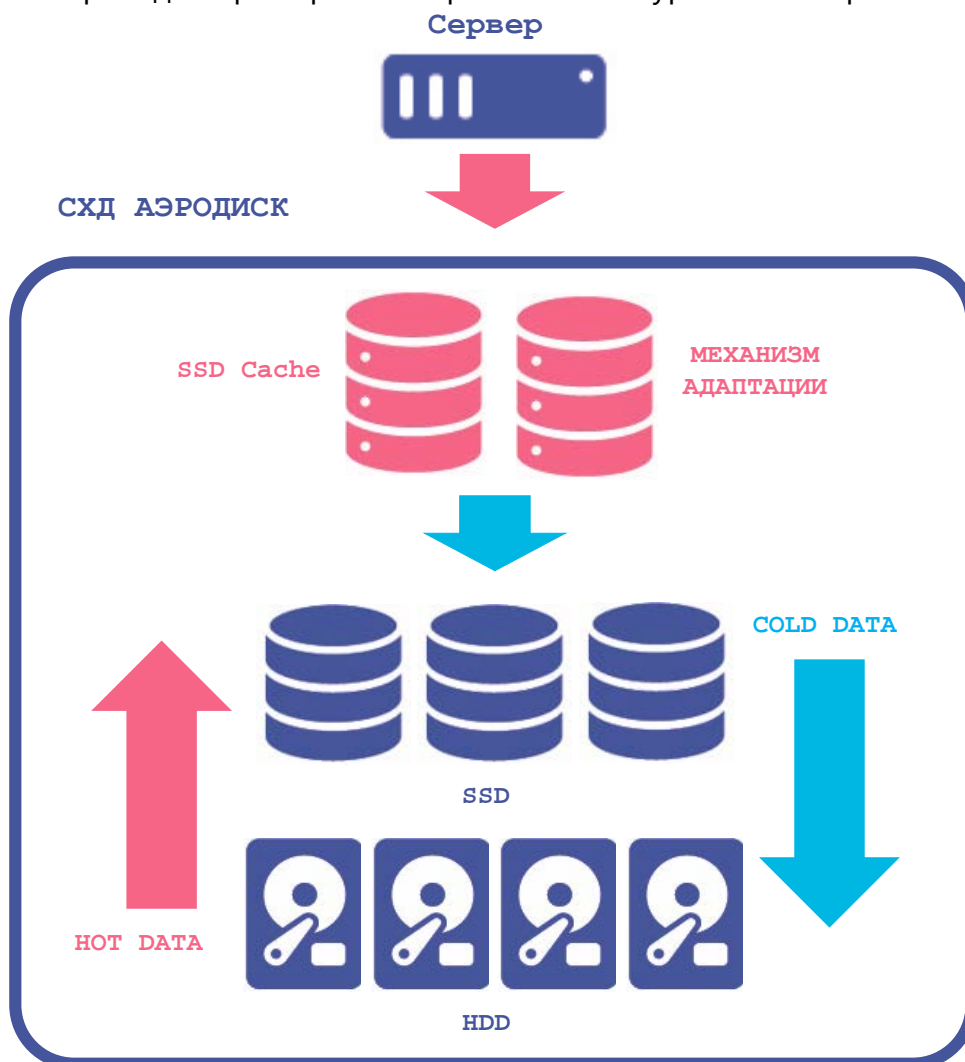 Сервер
СХД АЭРОДИСК
SSD Cache
МЕХАНИЗМ
АДАПТАЦИИ
COLD DATA
SSD
HOT DATA
HDD